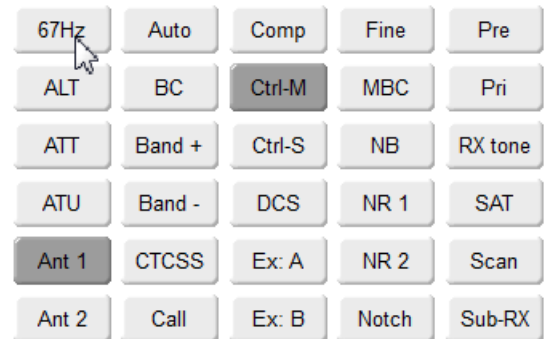 67Hz Auto Comp Fine Pre
ALT BC Ctrl-M MBC Pri
ATT Band + Ctrl-S NB RX tone
ATU Band - DCS NR 1 SAT
Ant 1 CTCSS Ex: A NR 2 Scan
Ant 2 Call Ex: B Notch Sub-RX